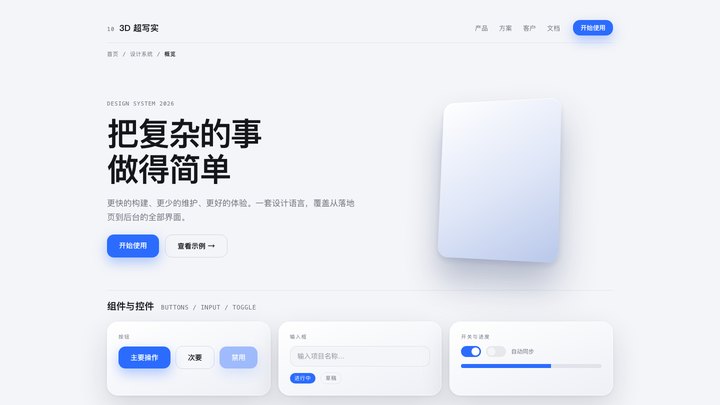 10 3D 超写实
产品 方案 客户 文档 开始使用
首页 / 设计系统 / 概览
DESIGN SYSTEM 2026
把复杂的事
做得简单
更快的构建、更少的维护、更好的体验。一套设计语言，覆盖从落地
页到后台的全部界面。
开始使用 查看示例 →
组件与控件 BUTTONS / INPUT / TOGGLE
按钮
主要操作 次要 禁用
输入框
输入项目名称…
进行中 草稿
开关与进度
自动同步